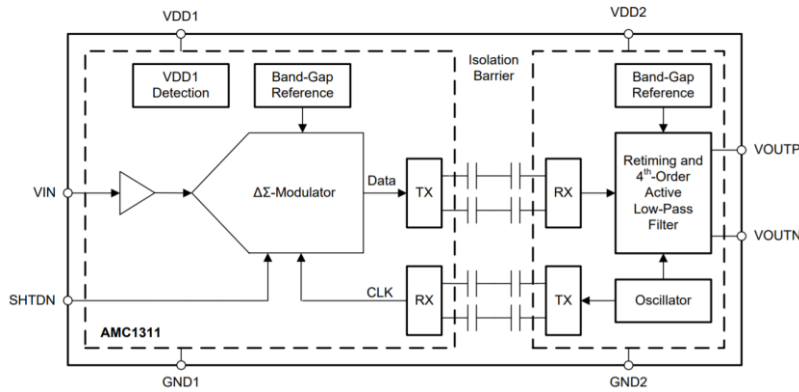 VDD1
VDD2
VDD1
Detection
Band-Gap
Reference
Isolation
Barrier
Band-Gap
Reference
VIN
ΔΣ-Modulator
Data
TX
RX
Retiming and
4th-Order
Active
Low-Pass
Filter
VOUTP
VOUTN
SHTDN
CLK
RX
TX
Oscillator
AMC1311
GND1
GND2